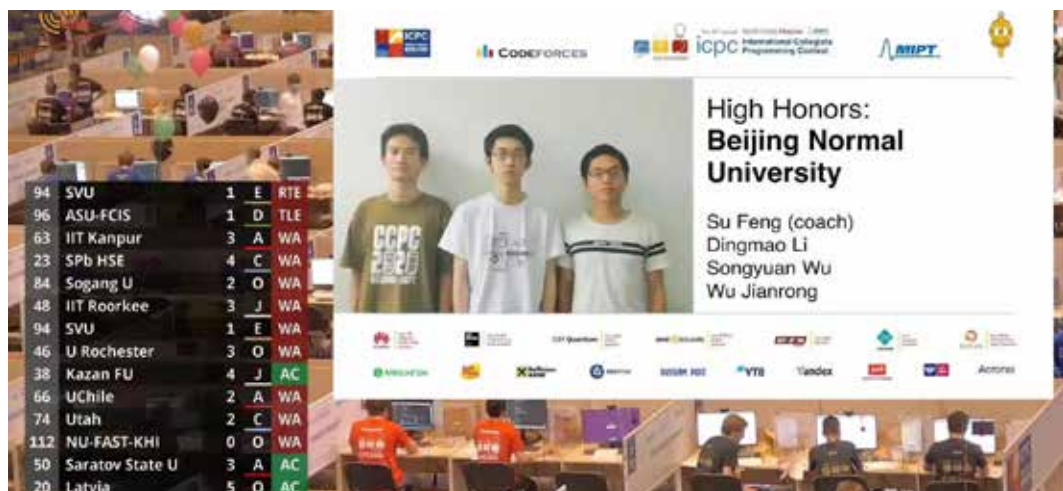 94 SVU 1 E RTE
96 ASU-FCIS 1 D TLE
63 IIT Kanpur 3 A WA
23 SPb HSE 4 C WA
84 Sogang U 2 O WA
48 IIT Roorkee 3 J WA
94 SVU 1 E WA
46 U Rochester 3 O WA
38 Kazan FU 4 J AC
66 UChile 2 A WA
74 Utah 2 C WA
112 NU-FAST-KHI 0 O WA
50 Saratov State U 3 A AC
20 Latvia 5 O AC
ICPC
CODEFORCES
icpc International Collegiate
Programming Contest
MIPT
High Honors:
Beijing Normal
University
Su Feng (coach)
Dingmao Li
Songyuan Wu
Wu Jianrong
CCPC
2020
Quantum
VTB
Yandex
Acronis